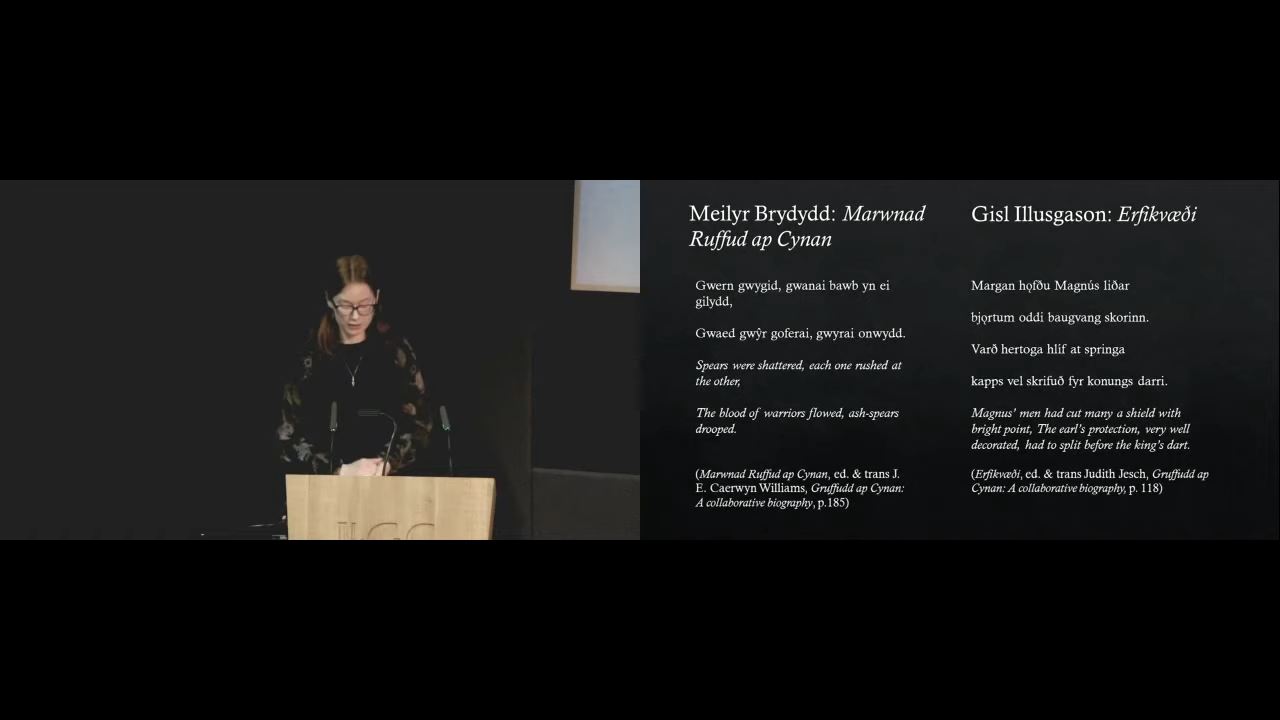 Meilyr Brydydd: Marwnad
Ruffud ap Cynan
Gwern gwygid, gwanai bawb yn ei
gilydd,
Gwaed gwŷr goferai, gwyrai onwydd.
Spears were shattered, each one rushed at
the other,
The blood of warriors flowed, ash-spears
drooped.
(Marwnad Ruffud ap Cynan, ed. & trans J.
E. Caerwyn Williams, Gruffudd ap Cynan:
A collaborative biography, p.185)
Gisl Illusgason: Erfikvæði
Margan hǫfðu Magnús liðar
bjǫrtum oddi baugvang skorinn.
Varð hertoga hlíf at springa
kapps vel skrifuð fyr konungs darri.
Magnus' men had cut many a shield with
bright point, The earl's protection, very well
decorated, had to split before the king's dart.
(Erfikvæði, ed. & trans Judith Jesch, Gruffudd ap
Cynan: A collaborative biography, p. 118)
LLGC